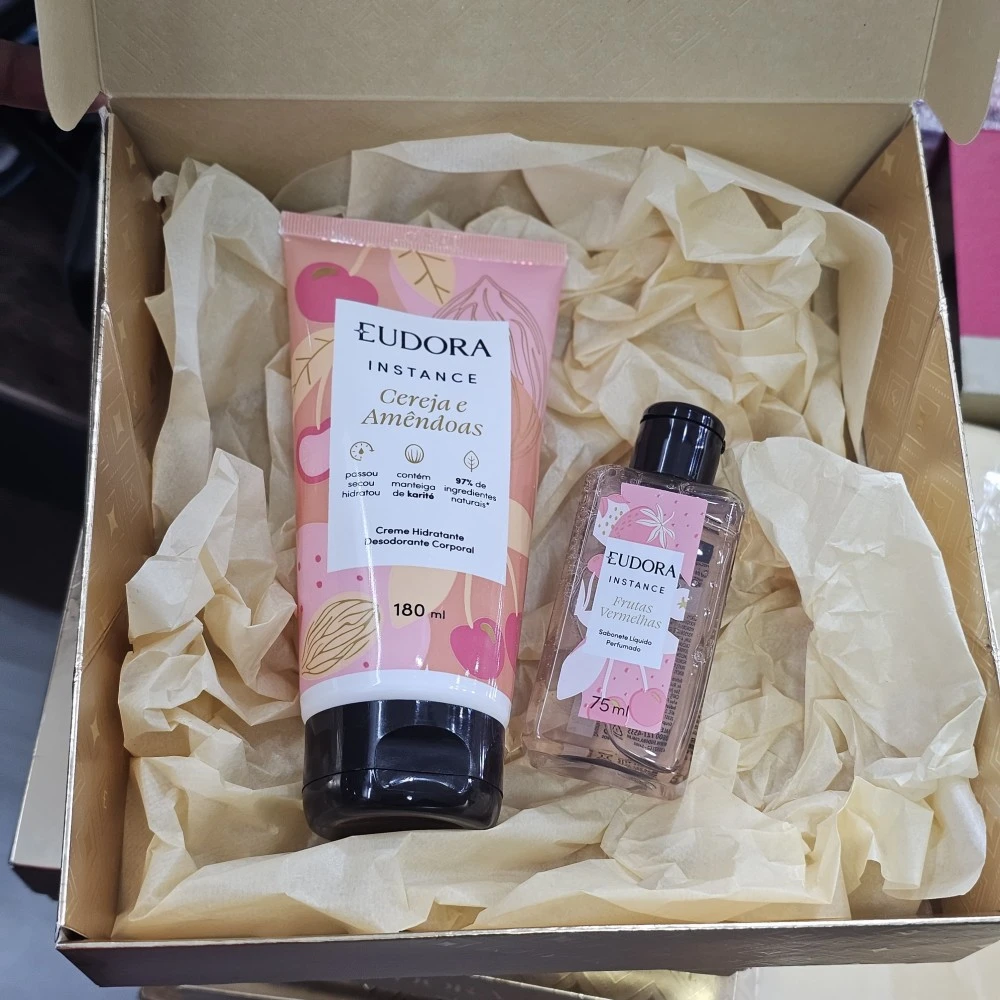 EUDORA
INSTANCE
Cereja e
Amêndoas
passou
secou
hidratou
contém
manteiga
de karité
97% de
ingredientes
naturais*
Creme Hidratante
Desodorante Corporal
180 ml
EUDORA
INSTANCE
Frutas
Vermelhas
Sabonete Líquido
Perfumado
75 ml